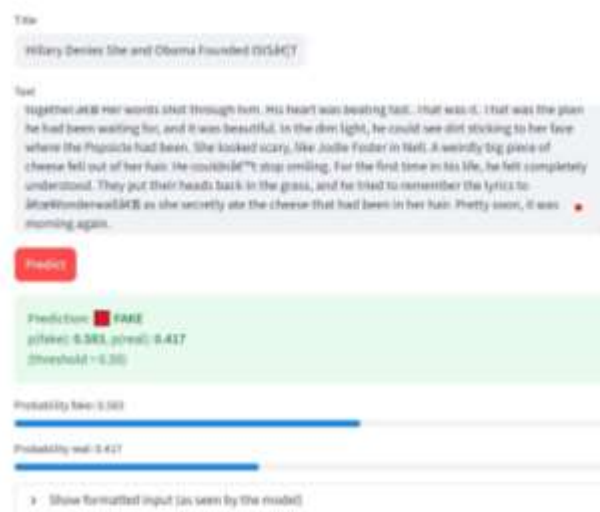 Title
Hillary Denies She and Obama Founded ISISâ€¦T
Text
together.â€ Her words shot through him. His heart was beating fast. That was it. That was the plan
he had been waiting for, and it was beautiful. In the dim light, he could see dirt sticking to her face
where the Popsicle had been. She looked scary, like Jodie Foster in Nell. A weirdly big piece of
cheese fell out of her hair. He couldnâ€™t stop smiling. For the first time in his life, he felt completely
understood. They put their heads back in the grass, and he tried to remember the lyrics to
â€œWonderwallâ€ as she secretly ate the cheese that had been in her hair. Pretty soon, it was
morning again.
Predict
Prediction: FAKE
p(fake): 0.583, p(real): 0.417
(threshold = 0.50)
Probability fake: 0.583
Probability real: 0.417
Show formatted input (as seen by the model)